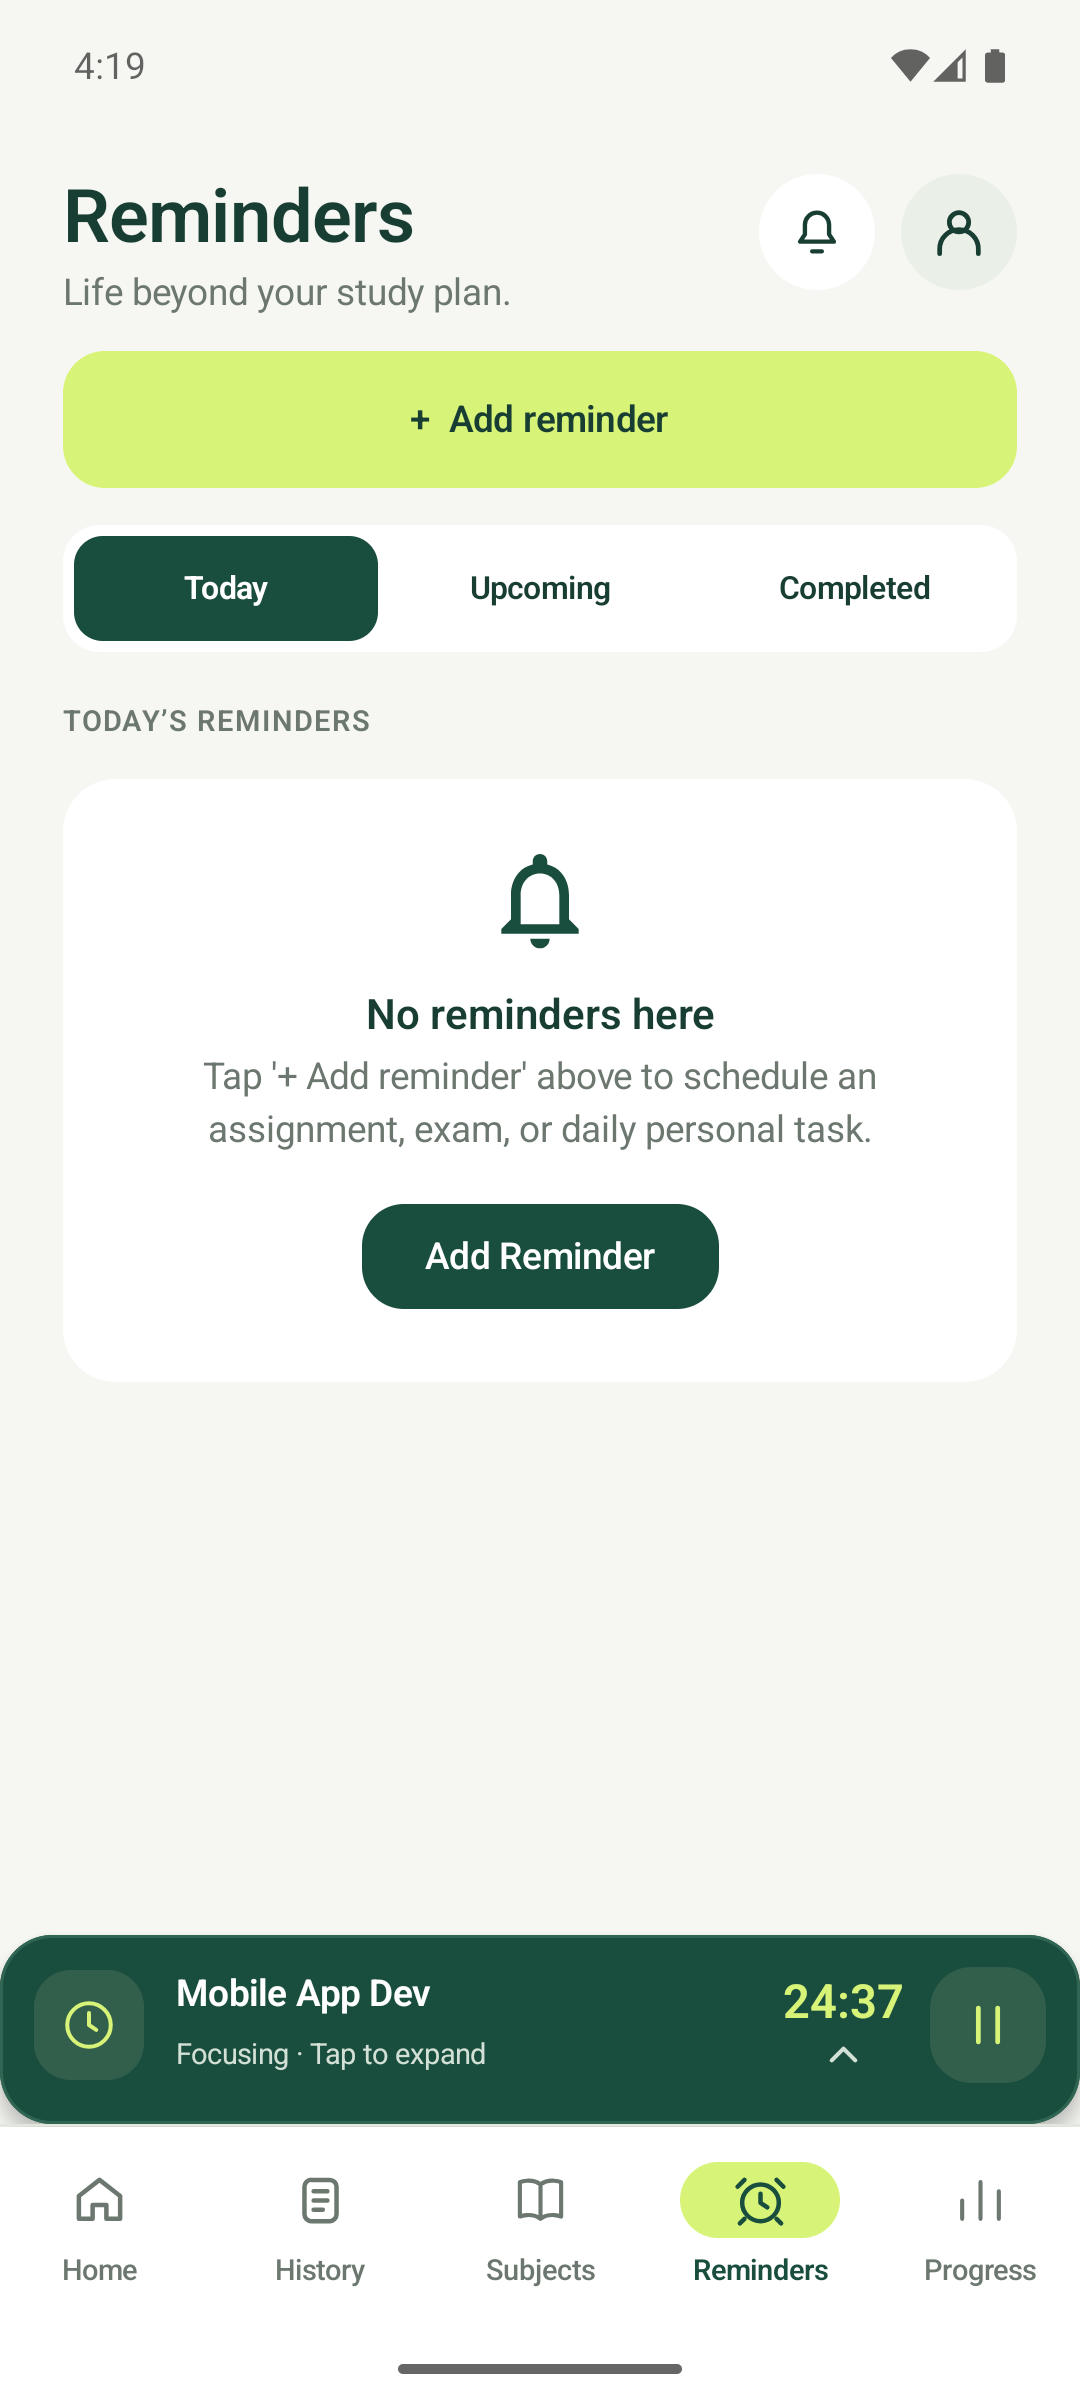 4:19
Reminders
Life beyond your study plan.
+ Add reminder
Today
Upcoming
Completed
TODAY’S REMINDERS
No reminders here
Tap '+ Add reminder' above to schedule an
assignment, exam, or daily personal task.
Add Reminder
Mobile App Dev
Focusing · Tap to expand
24:37
Home
History
Subjects
Reminders
Progress